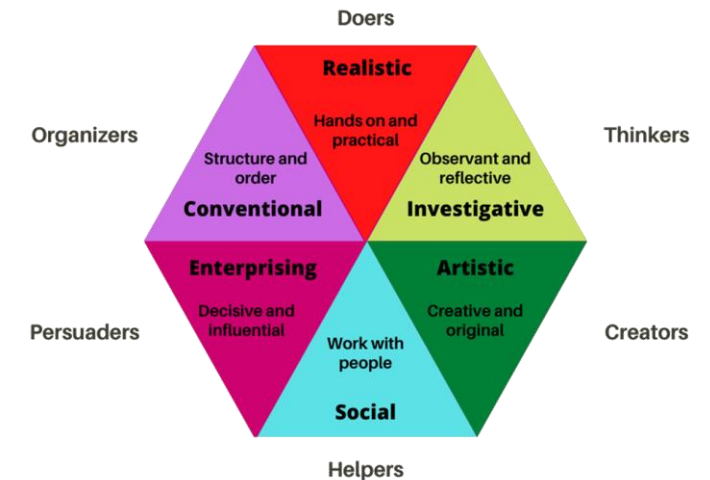 Doers
Realistic
Hands on and
practical
Organizers
Thinkers
Structure and
order
Conventional
Observant and
reflective
Investigative
Enterprising
Decisive and
influential
Artistic
Creative and
original
Persuaders
Creators
Work with
people
Social
Helpers